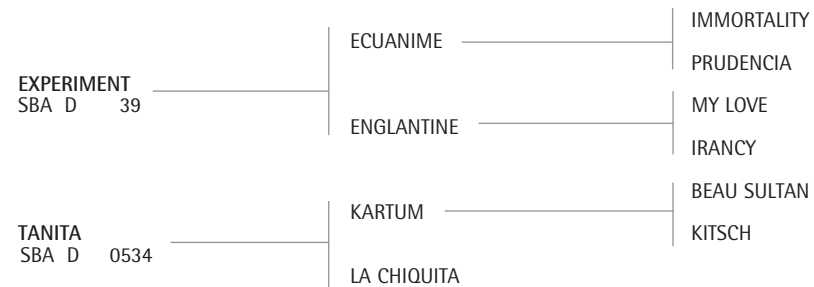 IMMORTALITY
ECUANIME
PRUDENCIA
EXPERIMENT
SBA D 39
MY LOVE
ENGLANTINE
IRANCY
BEAU SULTAN
KARTUM
KITSCH
TANITA
SBA D 0534
LA CHIQUITA